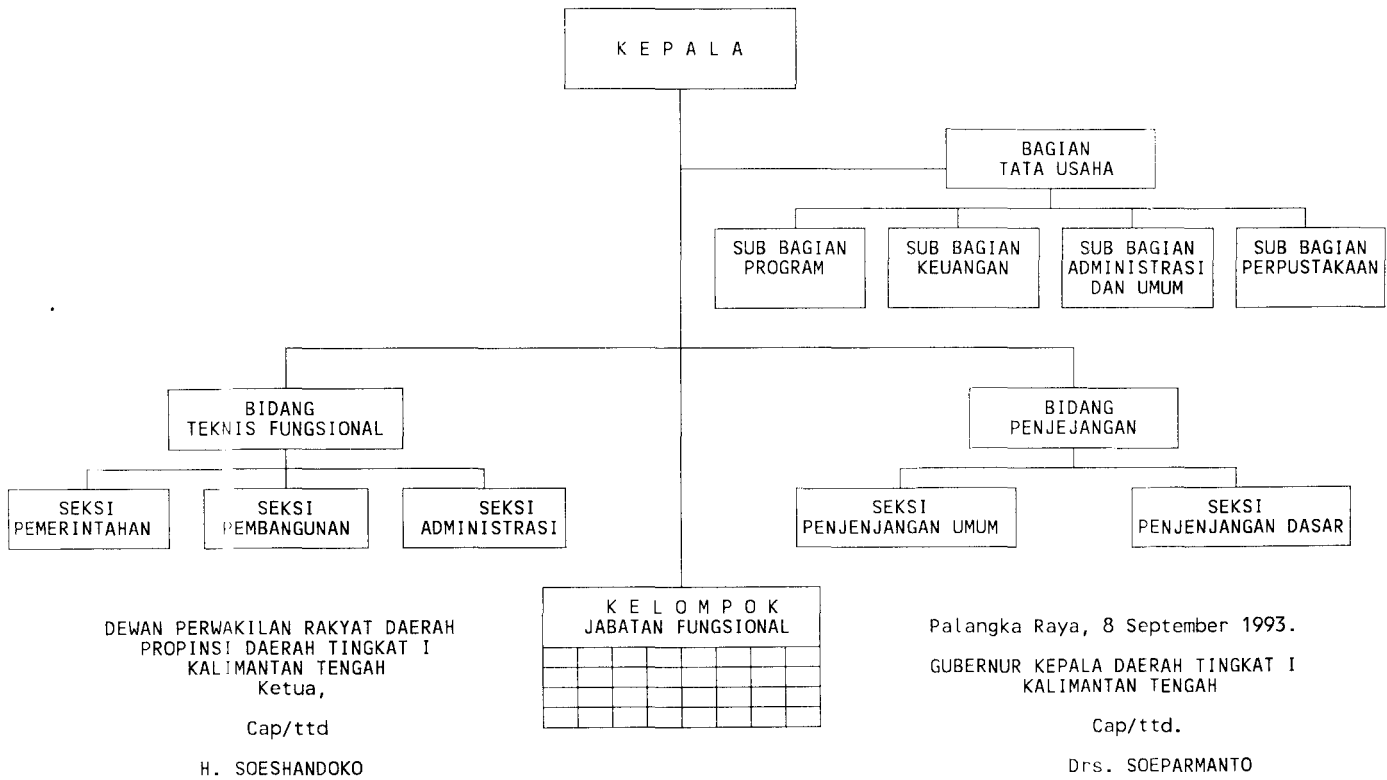 K E P A L A
BAGIAN
TATA USAHA
SUB BAGIAN
PROGRAM
SUB BAGIAN
KEUANGAN
SUB BAGIAN
ADMINISTRASI
DAN UMUM
SUB BAGIAN
PERPUSTAKAAN
BIDANG
TEKNIS FUNGSIONAL
BIDANG
PENJEJANGAN
SEKSI
PEMERINTAHAN
SEKSI
PEMBANGUNAN
SEKSI
ADMINISTRASI
SEKSI
PENJENJANGAN UMUM
SEKSI
PENJENJANGAN DASAR
K E L O M P O K
JABATAN FUNGSIONAL
DEWAN PERWAKILAN RAKYAT DAERAH
PROPINSI DAERAH TINGKAT I
KALIMANTAN TENGAH
Ketua,
Cap/ttd
H. SOESHANDOKO
Palangka Raya, 8 September 1993.
GUBERNUR KEPALA DAERAH TINGKAT I
KALIMANTAN TENGAH
Cap/ttd.
Drs. SOEPARMANTO